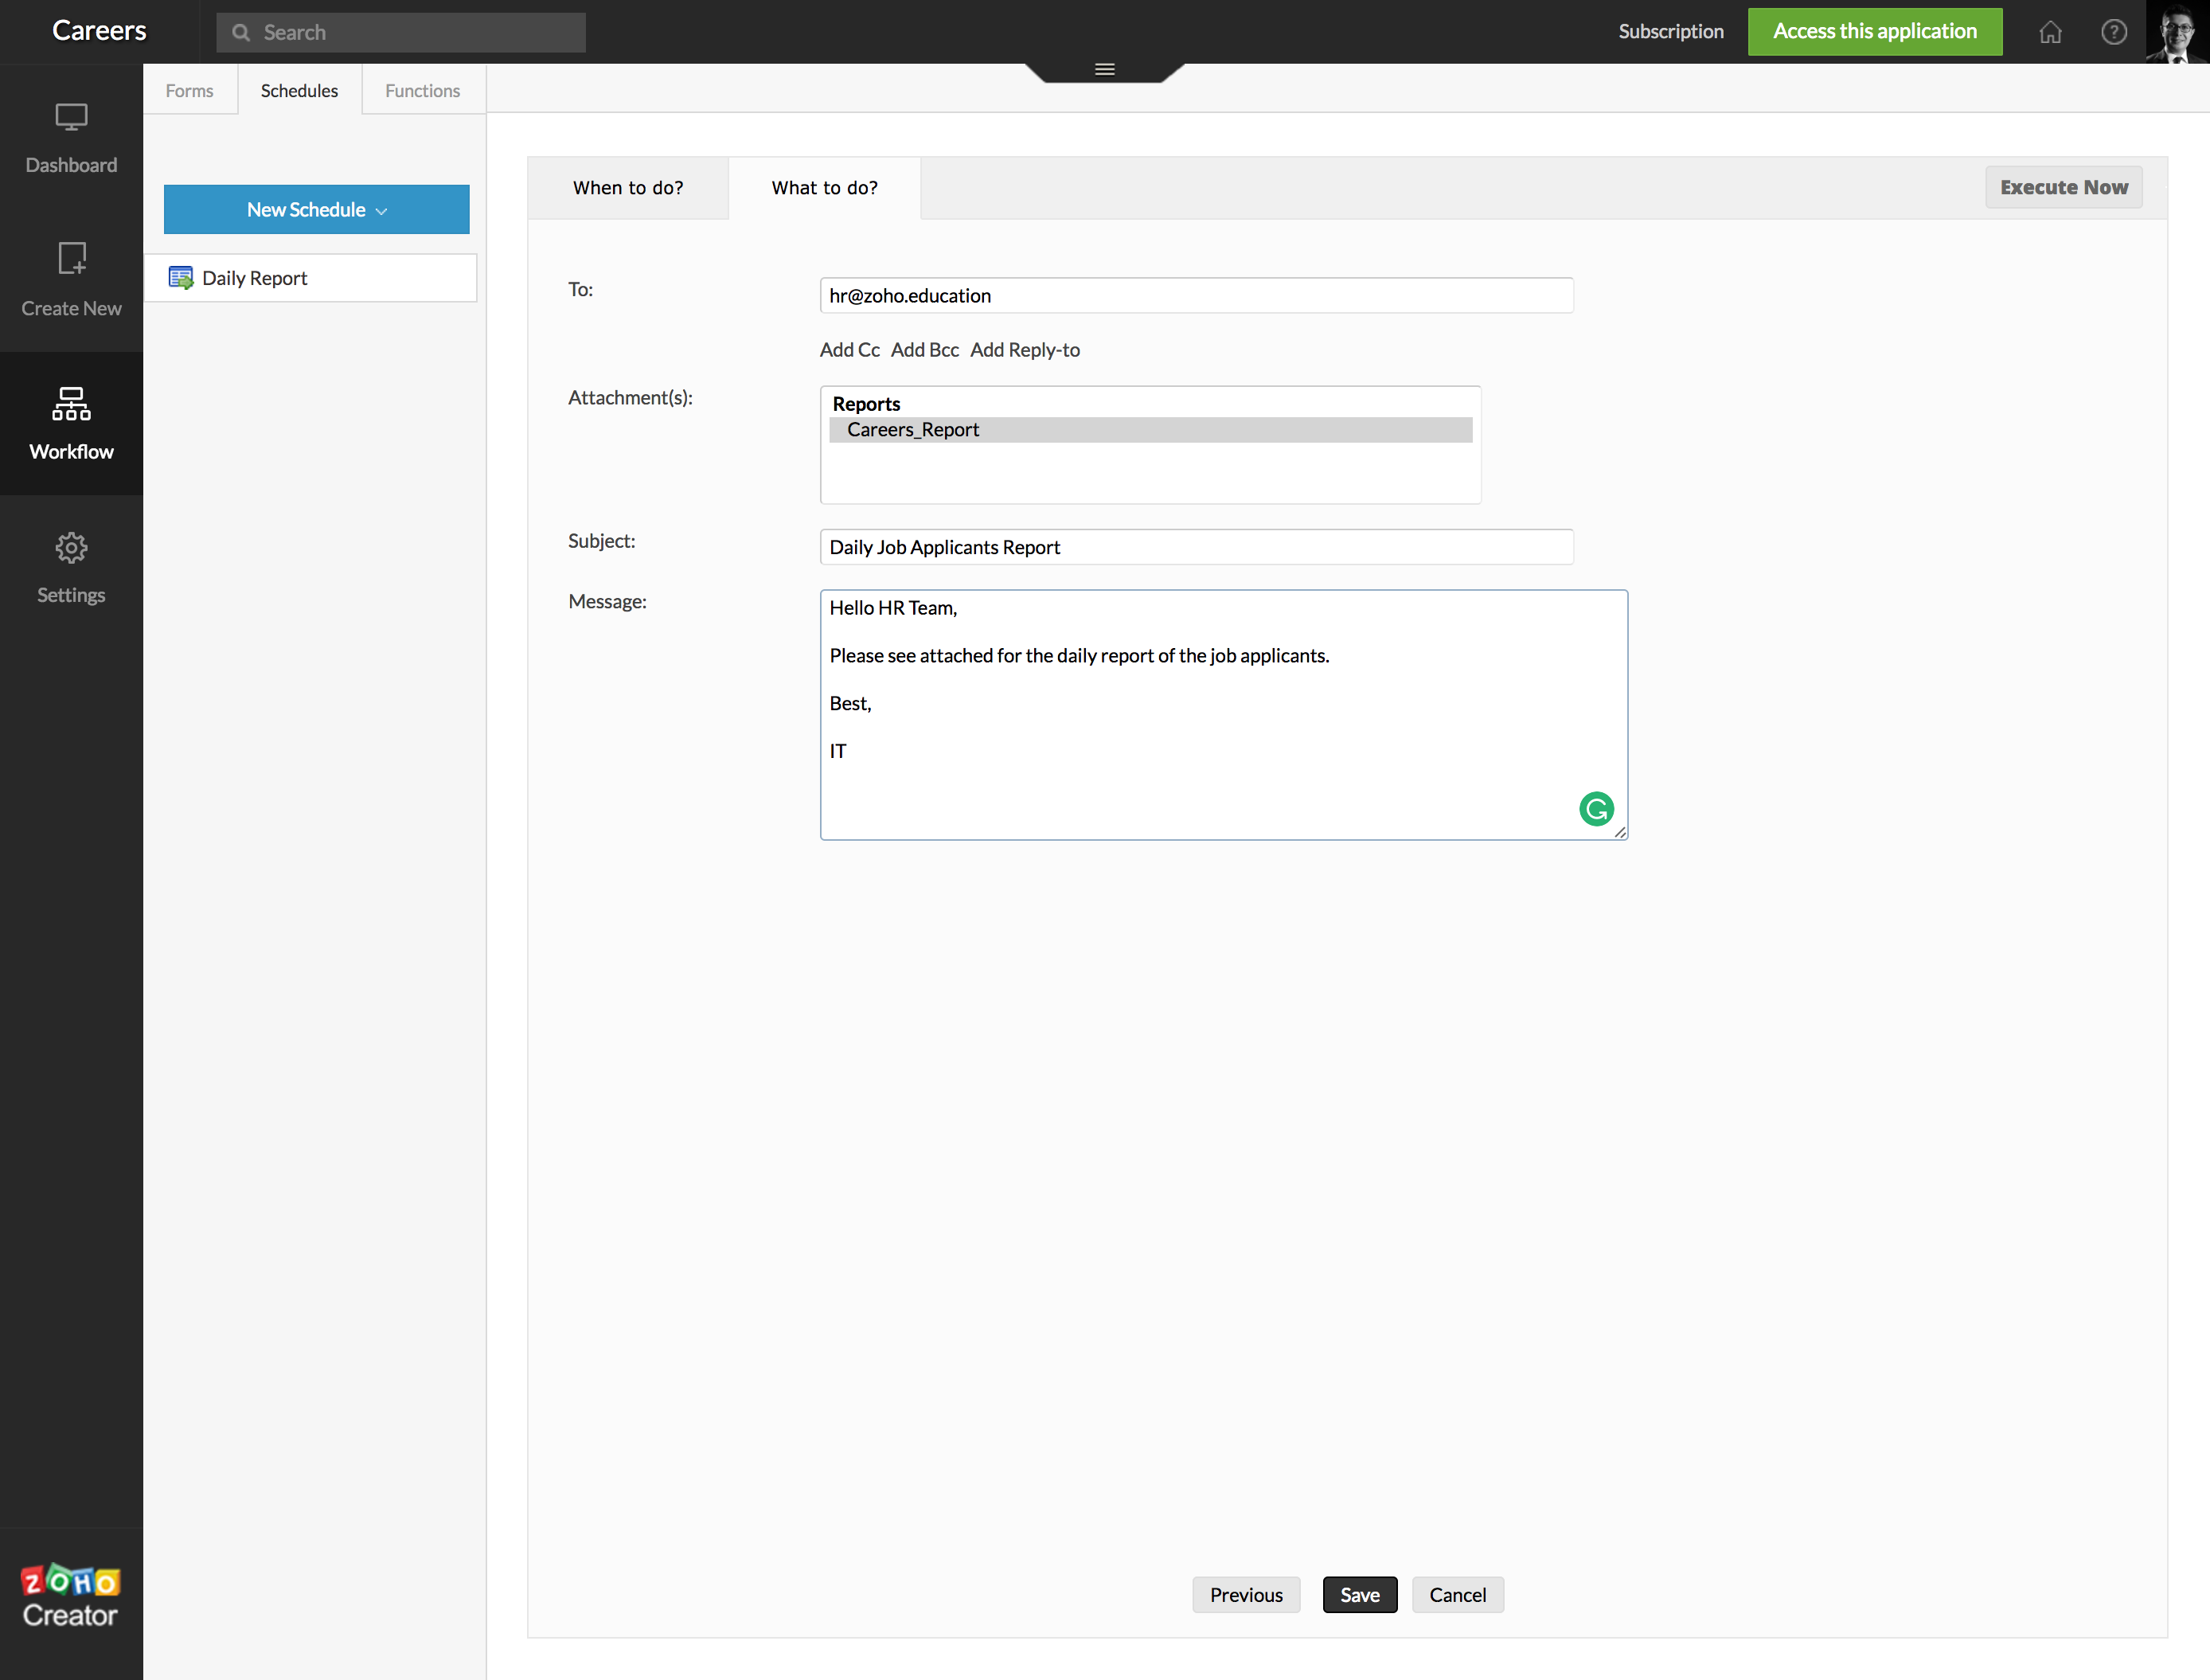 Careers
Search
Subscription
Access this application
?
Forms
Schedules
Functions
Dashboard
Create New
Workflow
Settings
New Schedule
Daily Report
When to do?
What to do?
Execute Now
To:
hr@zoho.education
Add Cc Add Bcc Add Reply-to
Attachment(s):
Reports
Careers_Report
Subject:
Daily Job Applicants Report
Message:
Hello HR Team,
Please see attached for the daily report of the job applicants.
Best,
IT
G
Previous
Save
Cancel
ZOHO
Creator